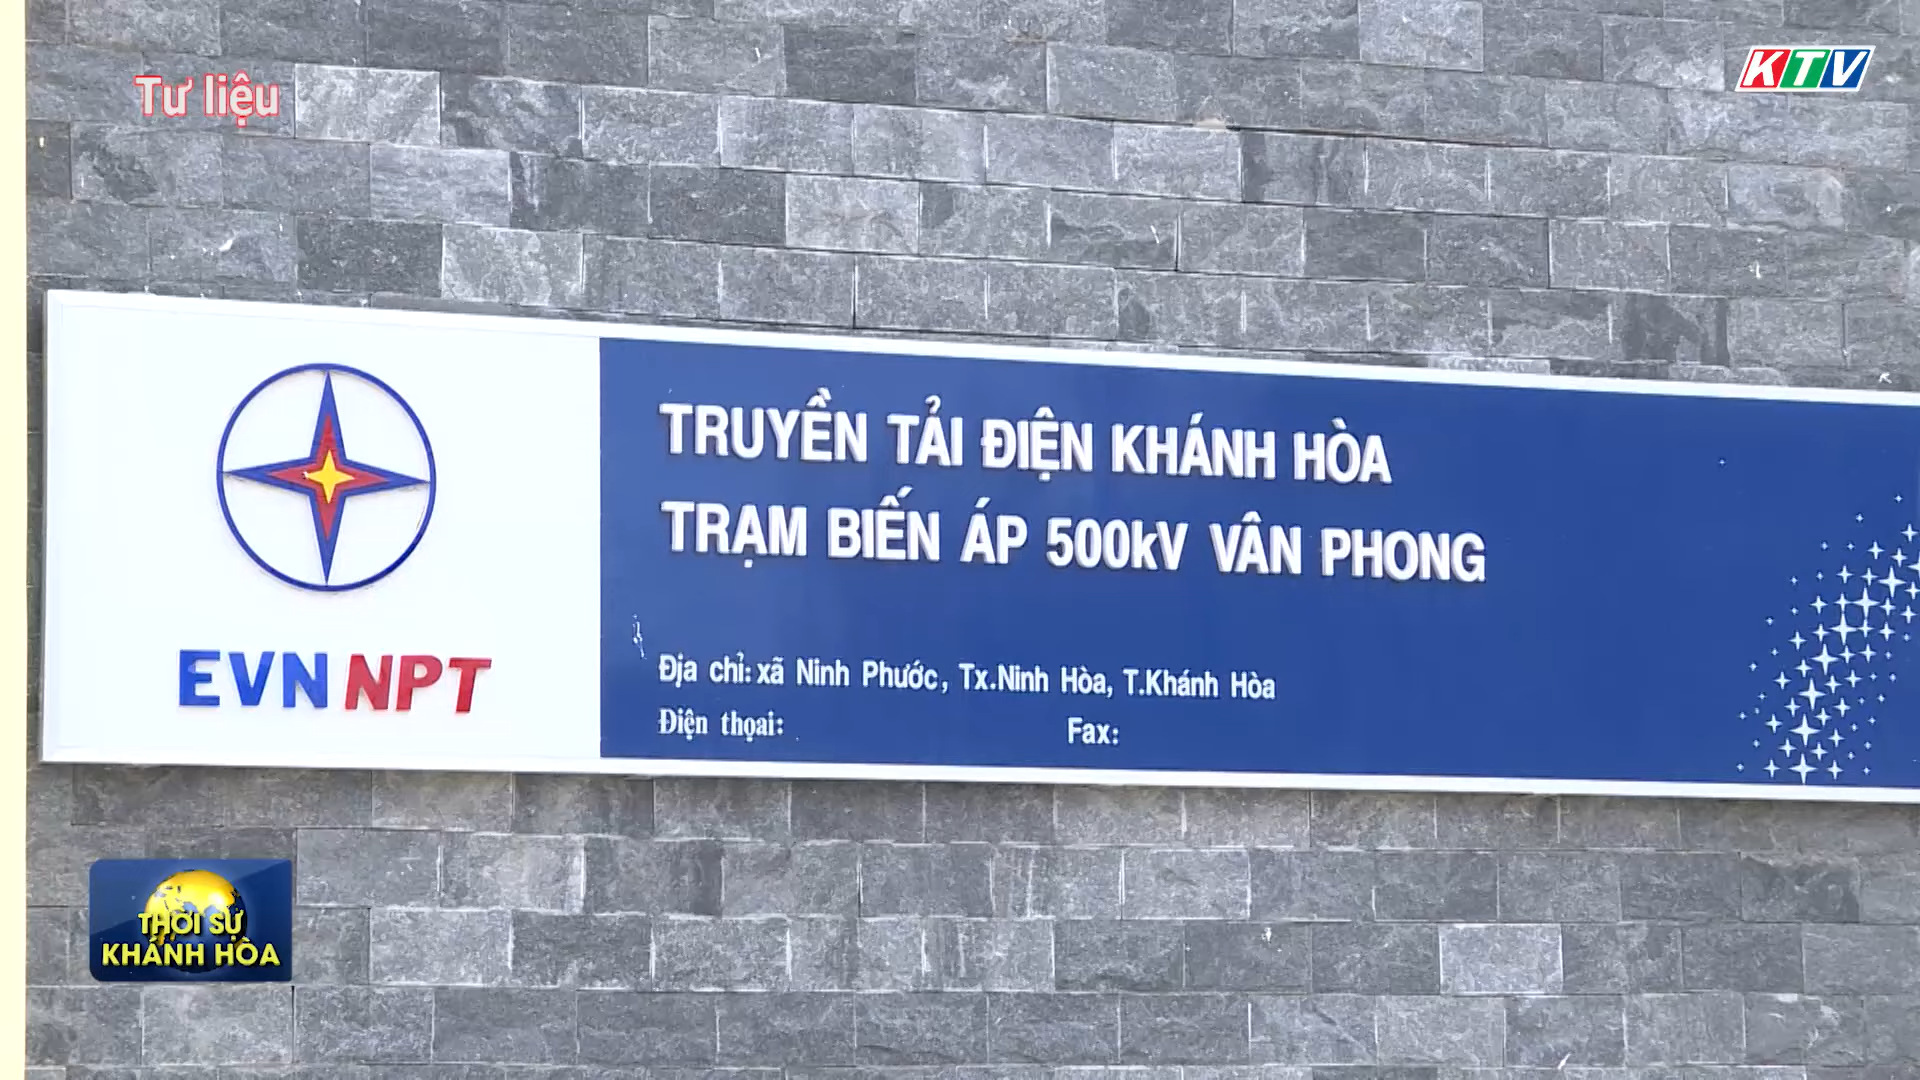 Tư liệu
KTV
TRUYỀN TẢI ĐIỆN KHÁNH HÒA
TRẠM BIẾN ÁP 500kV VÂN PHONG
EVN NPT
Địa chỉ: xã Ninh Phước, Tx.Ninh Hòa, T.Khánh Hòa
Điện thọai:
Fax:
THỜI SỰ
KHÁNH HÒA